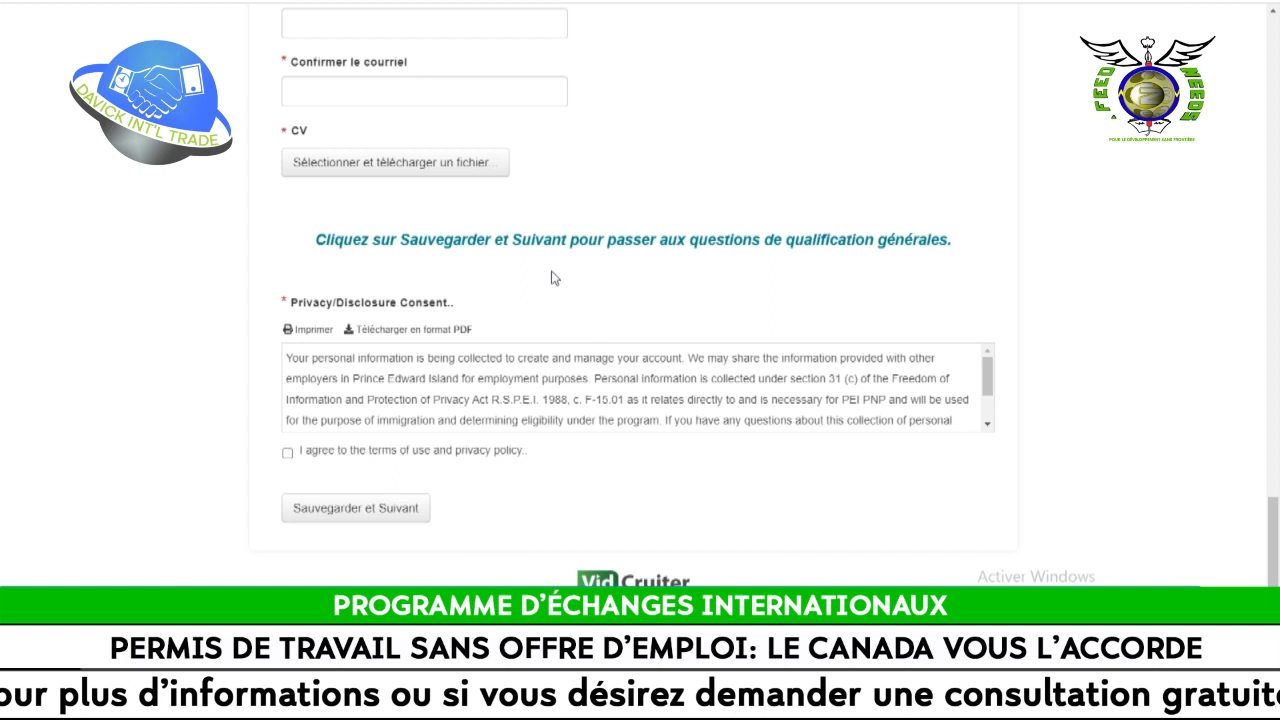 * Confirmer le courriel
* CV
Sélectionner et télécharger un fichier...
Cliquez sur Sauvegarder et Suivant pour passer aux questions de qualification générales.
* Privacy/Disclosure Consent..
Imprimer Télécharger en format PDF
Your personal information is being collected to create and manage your account. We may share the information provided with other
employers in Prince Edward Island for employment purposes. Personal information is collected under section 31 (c) of the Freedom of
Information and Protection of Privacy Act R.S.P.E.I. 1988, c. F-15.01 as it relates directly to and is necessary for PEI PNP and will be used
for the purpose of immigration and determining eligibility under the program. If you have any questions about this collection of personal
I agree to the terms of use and privacy policy..
Sauvegarder et Suivant
VidCruiter
Activer Windows
DAVICK INT'L TRADE
FEED NEEDS
POUR LE DEVELOPPEMENT SANS FRONTIÈRE
PROGRAMME D'ÉCHANGES INTERNATIONAUX
PERMIS DE TRAVAIL SANS OFFRE D'EMPLOI: LE CANADA VOUS L'ACCORDE
our plus d'informations ou si vous désirez demander une consultation gratuite